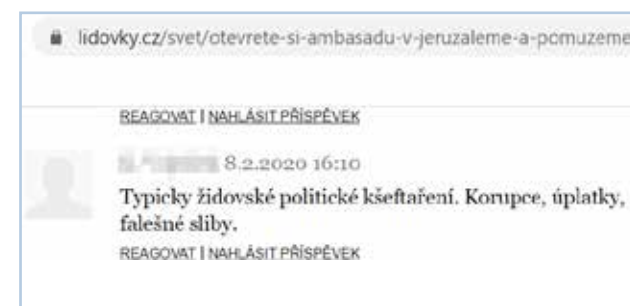 lidovky.cz/svet/otevrete-si-ambasadu-v-jeruzaleme-a-pomuzeme
REAGOVAT | NAHLÁSIT PŘÍSPĚVEK
8.2.2020 16:10
Typicky židovské politické kšeftaření. Korupce, úplatky,
falešné sliby.
REAGOVAT | NAHLÁSIT PŘÍSPĚVEK